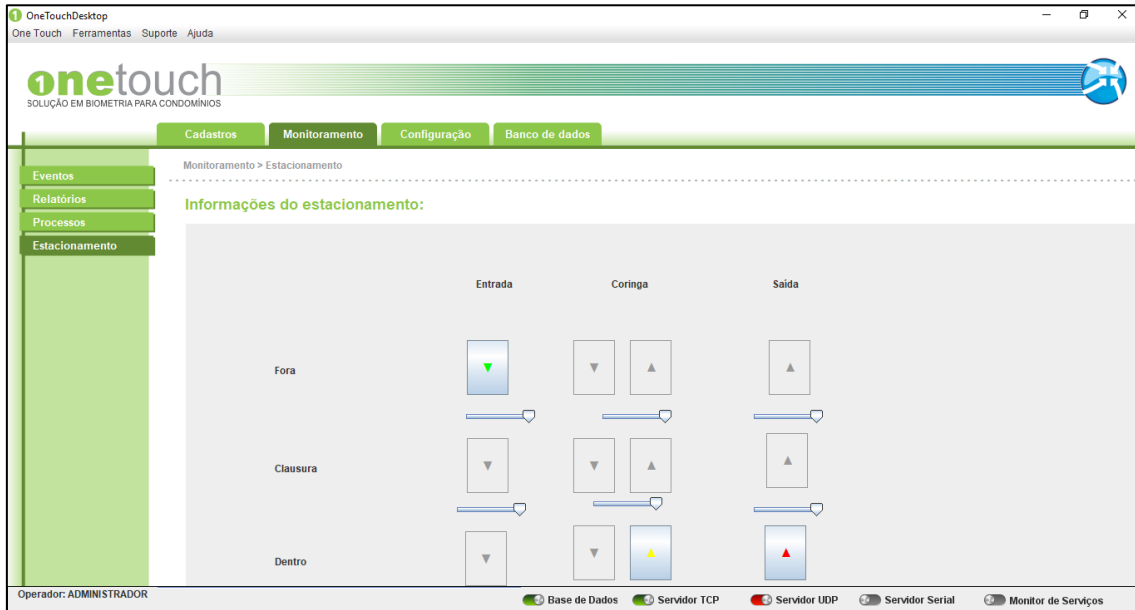 OneTouchDesktop
One Touch Ferramentas Suporte Ajuda
onetouch
SOLUÇÃO EM BIOMETRIA PARA CONDOMÍNIOS
Cadastros Monitoramento Configuração Banco de dados
Monitoramento > Estacionamento
Eventos
Relatórios
Processos
Estacionamento
Informações do estacionamento:
Entrada Coringa Saída
Fora
Clausura
Dentro
Operador: ADMINISTRADOR Base de Dados Servidor TCP Servidor UDP Servidor Serial Monitor de Serviços